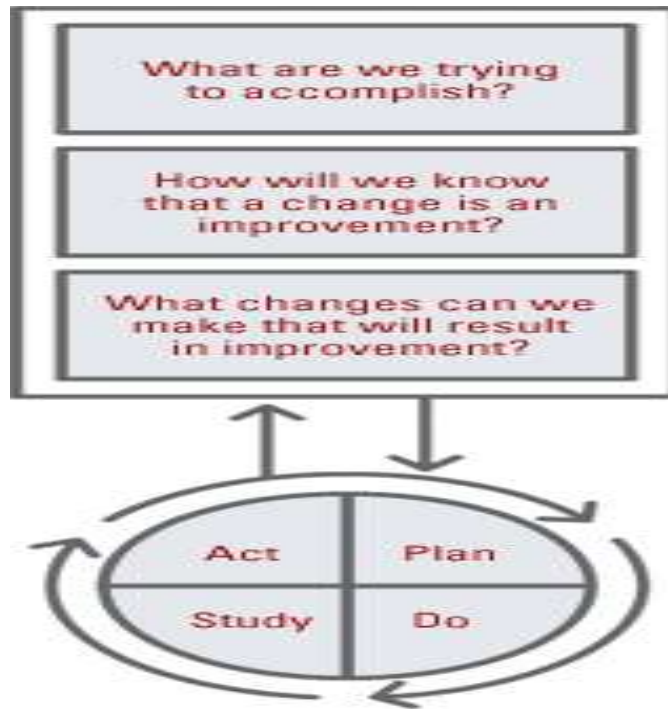 What are we trying
to accomplish?
How will we know
that a change is an
improvement?
What changes can we
make that will result
in improvement?
Act
Plan
Study
Do